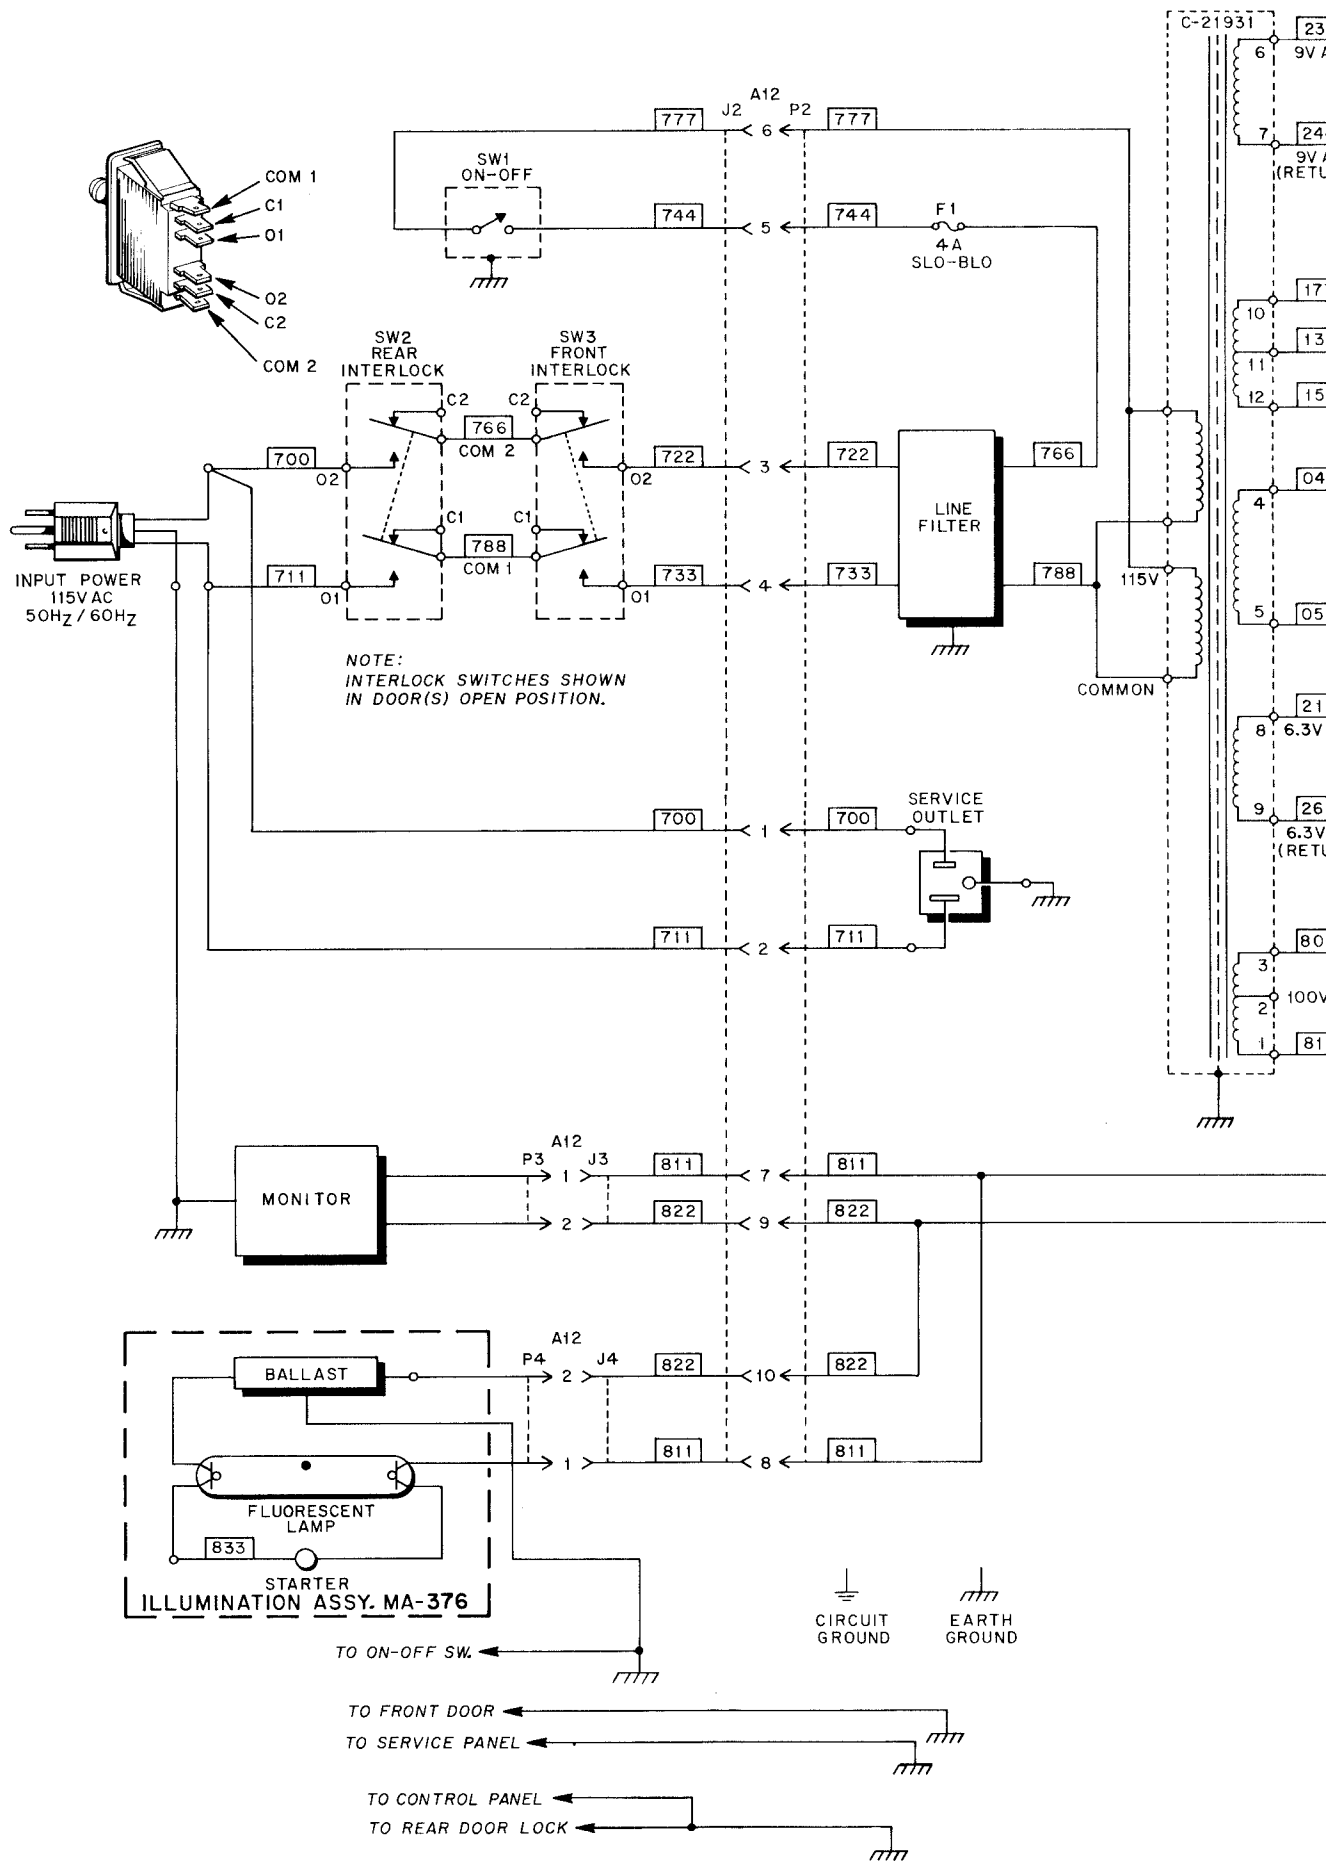 C-21931
23
6
9V A
A12
J2
P2
777
6
777
7
24
9V A
(RETU
SW1
ON-OFF
COM 1
C1
O1
O2
C2
COM 2
744
5
744
F1
4A
SLO-BLO
17
10
13
11
15
12
SW2
REAR
INTERLOCK
SW3
FRONT
INTERLOCK
C2
C2
766
COM 2
700
O2
722
O2
3
722
766
LINE
FILTER
04
4
C1
C1
788
COM 1
INPUT POWER
115VAC
50Hz/60Hz
711
O1
733
O1
4
733
788
115V
5
05
NOTE:
INTERLOCK SWITCHES SHOWN
IN DOOR(S) OPEN POSITION.
COMMON
21
8
6.3V
700
1
700
SERVICE
OUTLET
9
26
6.3V
(RETU
711
2
711
80
3
100V
2
1
81
MONITOR
A12
P3
J3
1
811
7
811
2
822
9
822
A12
P4
J4
BALLAST
2
822
10
822
1
811
8
811
FLUORESCENT
LAMP
833
STARTER
ILLUMINATION ASSY. MA-376
CIRCUIT
GROUND
EARTH
GROUND
TO ON-OFF SW.
TO FRONT DOOR
TO SERVICE PANEL
TO CONTROL PANEL
TO REAR DOOR LOCK